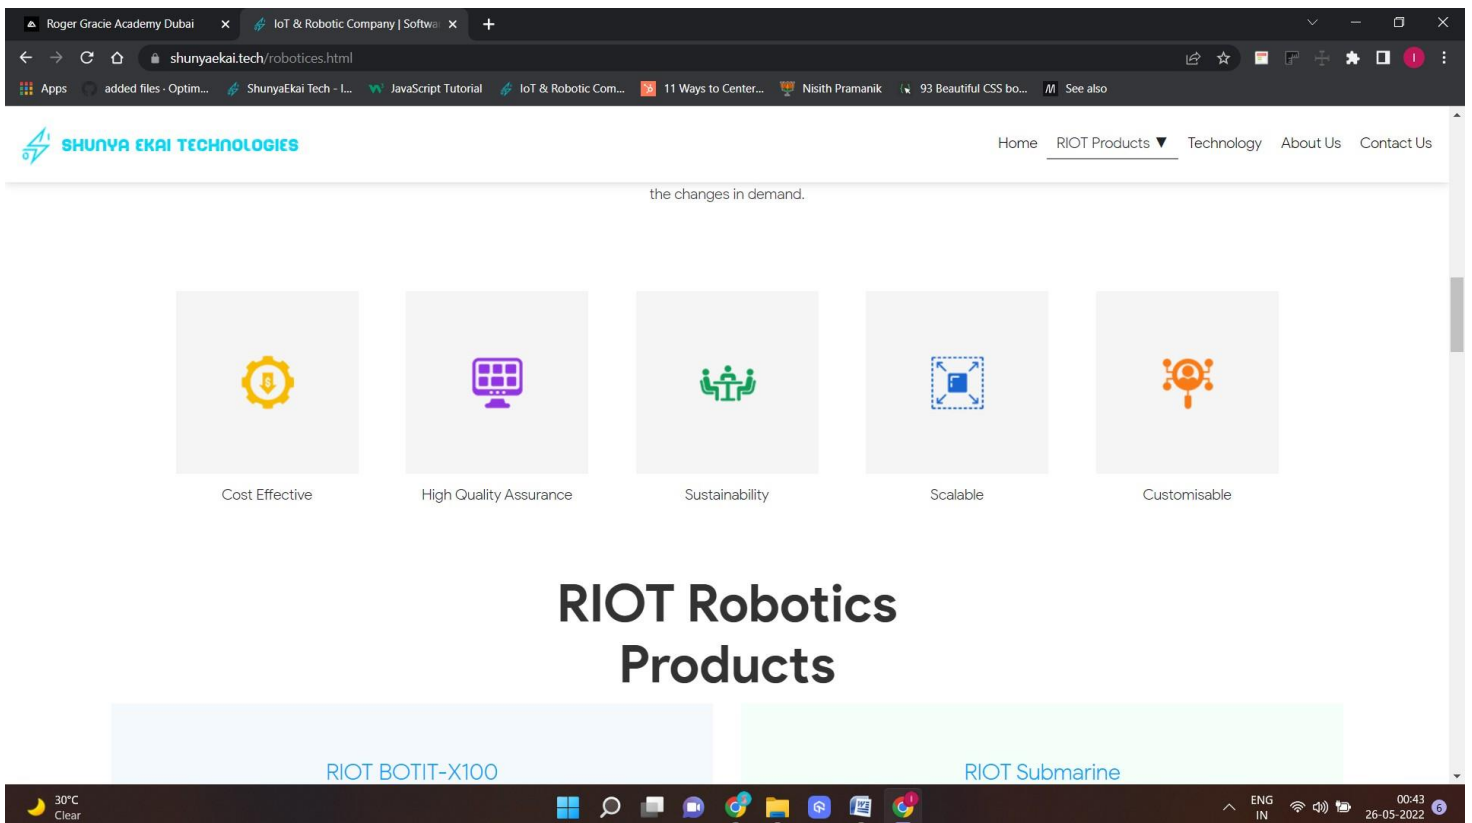 Roger Gracie Academy Dubai
IoT & Robotic Company | Softwa
shunyaekai.tech/robotices.html
Apps
added files · Optim...
ShunyaEkai Tech - I...
JavaScript Tutorial
IoT & Robotic Com...
11 Ways to Center...
Nisith Pramanik
93 Beautiful CSS bo...
See also
SHUNYA EKAI TECHNOLOGIES
Home
RIOT Products ▼
Technology
About Us
Contact Us
the changes in demand.
Cost Effective
High Quality Assurance
Sustainability
Scalable
Customisable
RIOT Robotics
Products
RIOT BOTIT-X100
RIOT Submarine
30°C
Clear
ENG
IN
00:43
26-05-2022
6